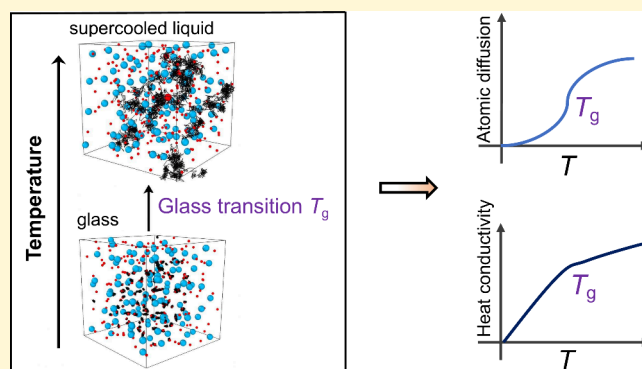 supercooled liquid
Temperature
Glass transition Tg
glass
Atomic diffusion
Tg
T
Heat conductivity
Tg
T